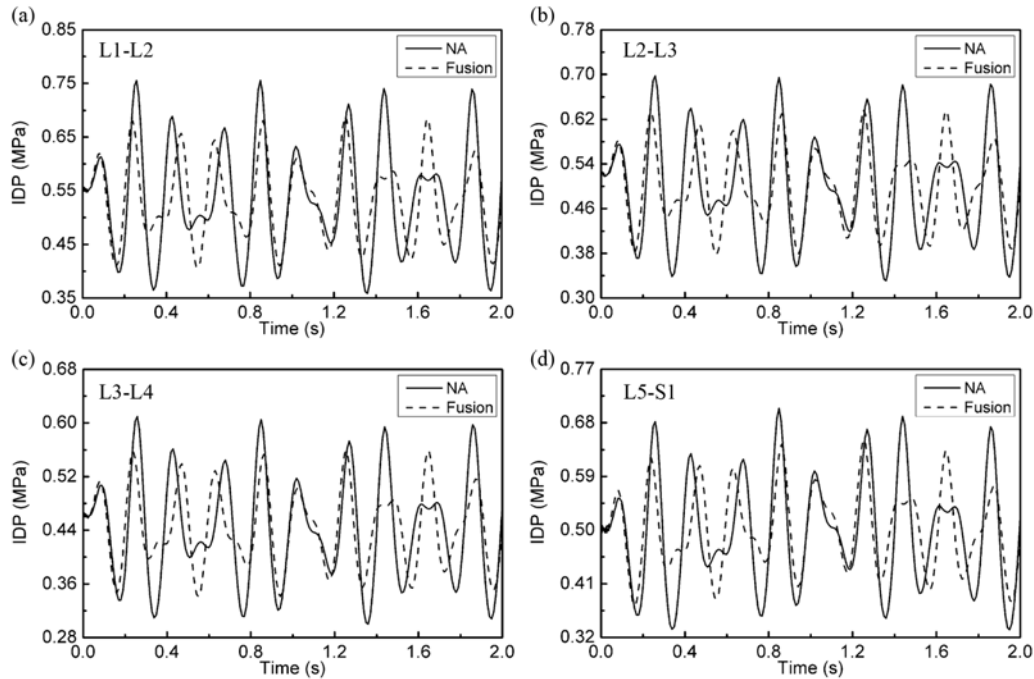 (a)
L1-L2
NA
Fusion
IDP (MPa)
0.85
0.75
0.65
0.55
0.45
0.35
0.0 0.4 0.8 1.2 1.6 2.0
Time (s)
(b)
L2-L3
NA
Fusion
IDP (MPa)
0.78
0.70
0.62
0.54
0.46
0.38
0.30
0.0 0.4 0.8 1.2 1.6 2.0
Time (s)
(c)
L3-L4
NA
Fusion
IDP (MPa)
0.68
0.60
0.52
0.44
0.36
0.28
0.0 0.4 0.8 1.2 1.6 2.0
Time (s)
(d)
L5-S1
NA
Fusion
IDP (MPa)
0.77
0.68
0.59
0.50
0.41
0.32
0.0 0.4 0.8 1.2 1.6 2.0
Time (s)